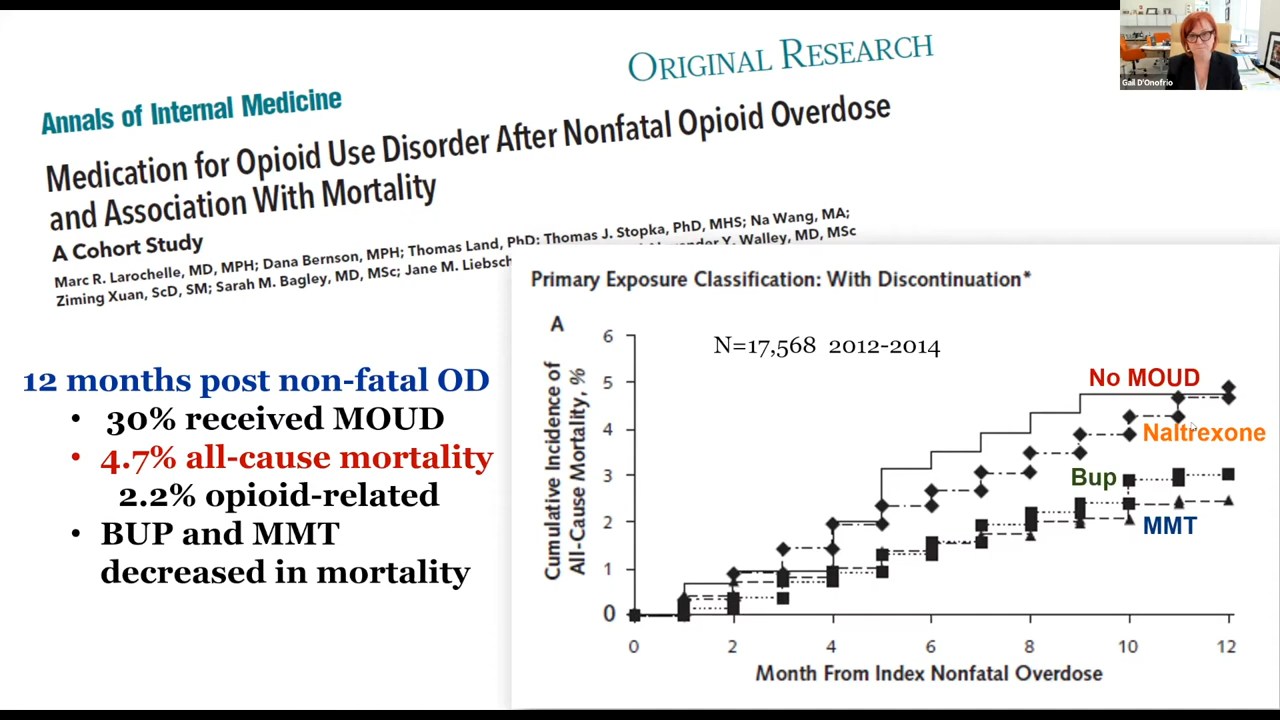 Gail D'Onofrio
ORIGINAL RESEARCH
Annals of Internal Medicine
Medication for Opioid Use Disorder After Nonfatal Opioid Overdose
and Association With Mortality
A Cohort Study
Marc R. Larochelle, MD, MPH; Dana Bernson, MPH; Thomas Land, PhD; Thomas J. Stopka, PhD, MHS; Na Wang, MA;
Ziming Xuan, ScD, SM; Sarah M. Bagley, MD, MSc; Jane M. Liebsch Y. Walley, MD, MSc
12 months post non-fatal OD
• 30% received MOUD
• 4.7% all-cause mortality
2.2% opioid-related
• BUP and MMT
decreased in mortality
Primary Exposure Classification: With Discontinuation*
A
N=17,568 2012-2014
Cumulative Incidence of
All-Cause Mortality, %
6
5
4
3
2
1
0
No MOUD
Naltrexone
Bup
MMT
0 2 4 6 8 10 12
Month From Index Nonfatal Overdose